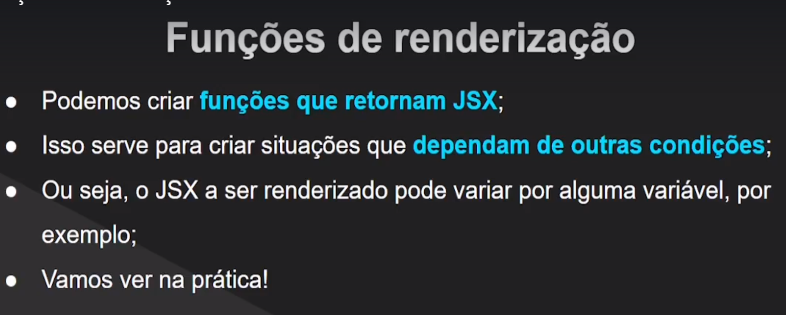 Funções de renderização
● Podemos criar funções que retornam JSX;
● Isso serve para criar situações que dependam de outras condições;
● Ou seja, o JSX a ser renderizado pode variar por alguma variável, por
exemplo;
● Vamos ver na prática!